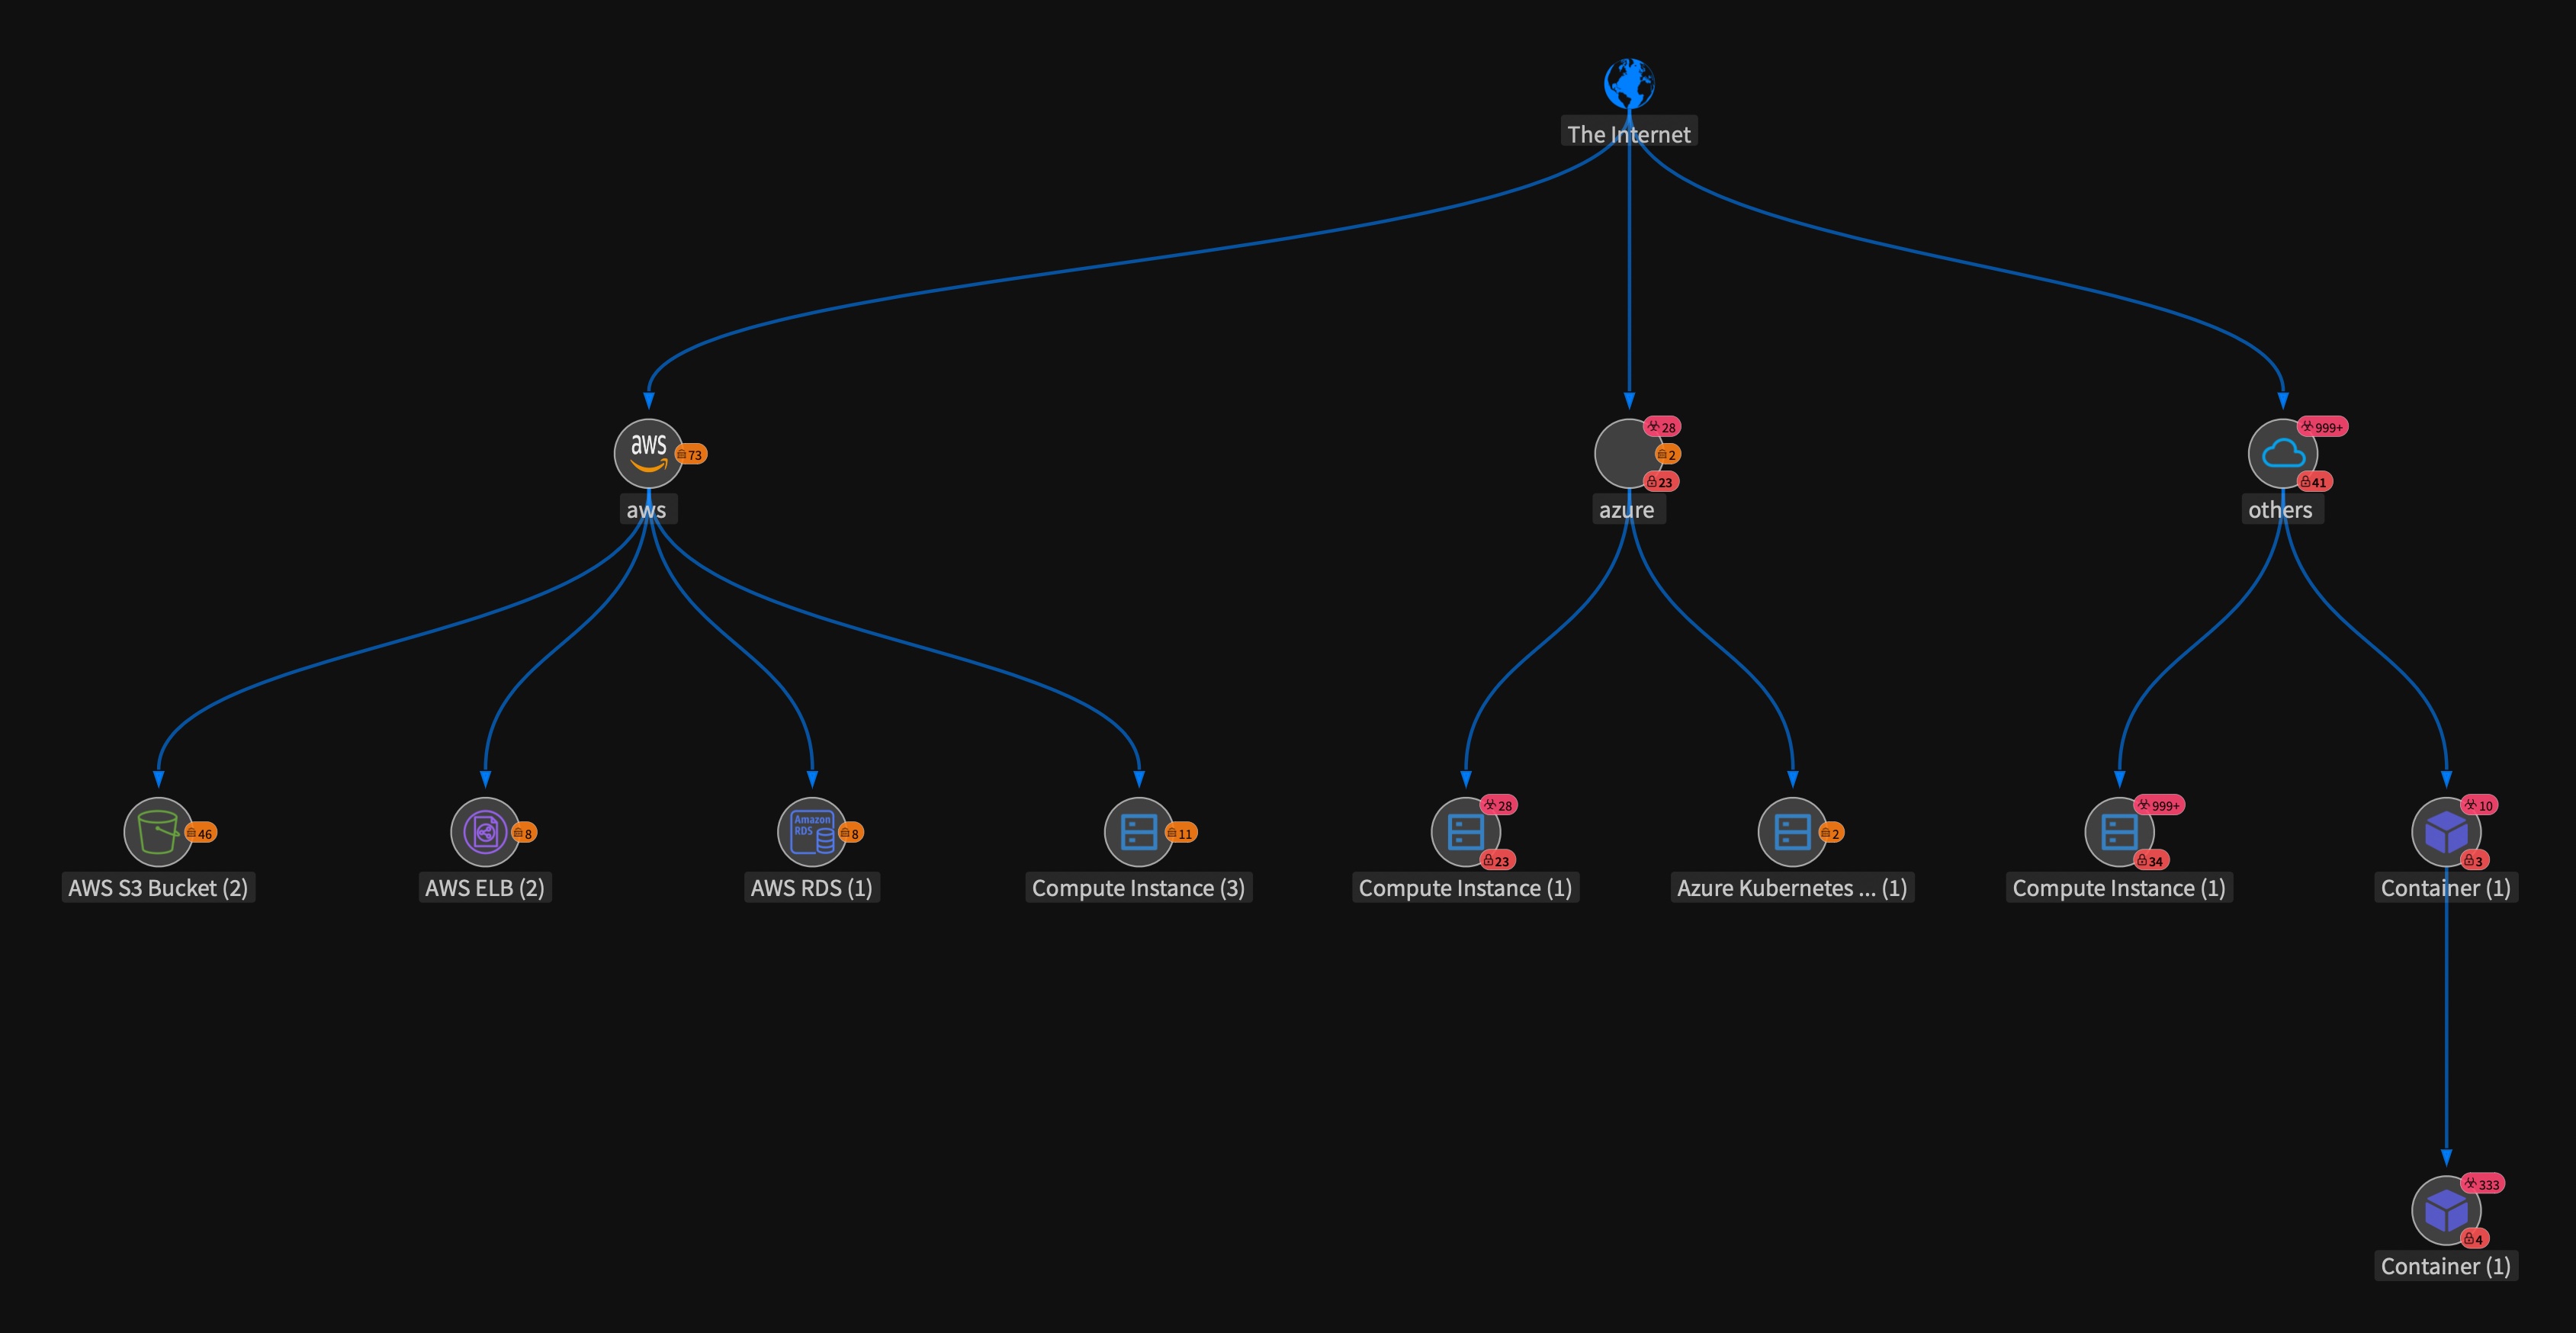 The Internet
aws
73
aws
28
2
23
azure
999+
41
others
46
AWS S3 Bucket (2)
8
AWS ELB (2)
Amazon
RDS
8
AWS RDS (1)
11
Compute Instance (3)
28
23
Compute Instance (1)
2
Azure Kubernetes ... (1)
999+
34
Compute Instance (1)
10
3
Container (1)
333
4
Container (1)